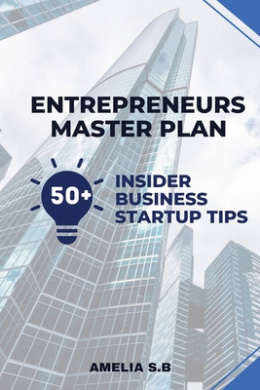 ENTREPRENEURS
MASTER PLAN
50+
INSIDER
BUSINESS
STARTUP TIPS
AMELIA S.B